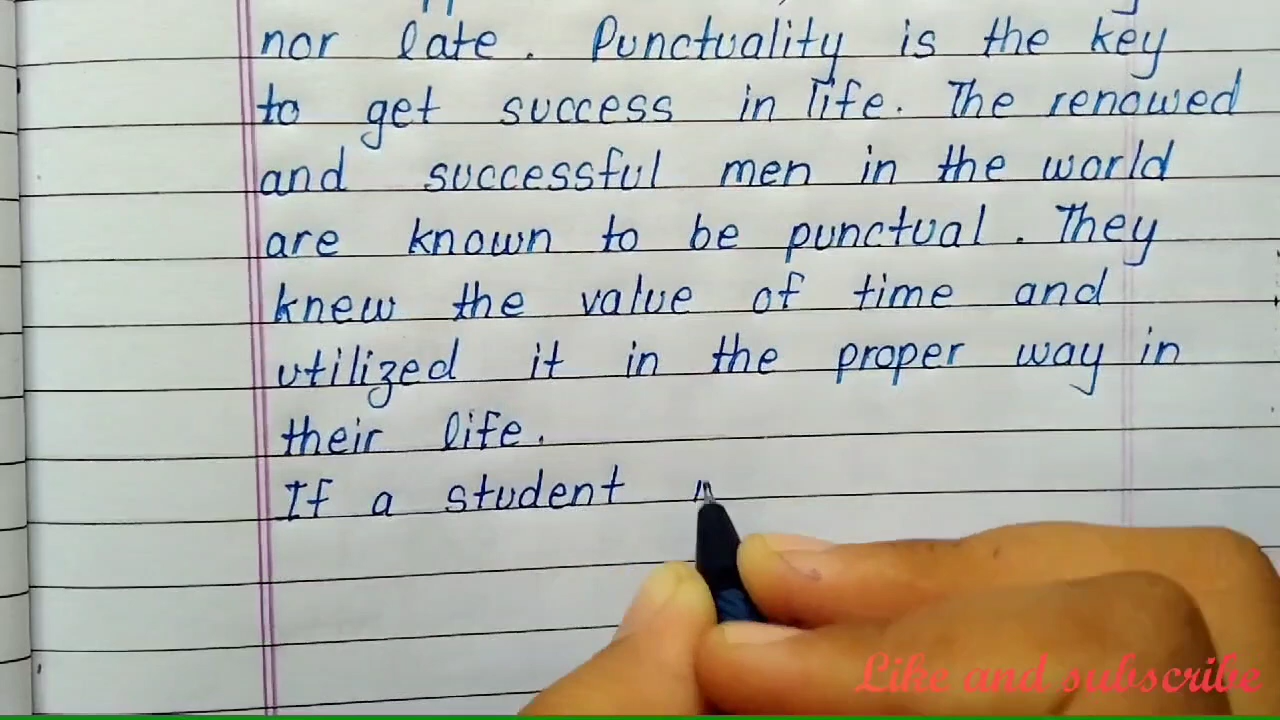 nor late. Punctuality is the key
to get success in life. The renowed
and successful men in the world
are known to be punctual. They
knew the value of time and
utilized it in the proper way in
their life.
If a student
Like and subscribe